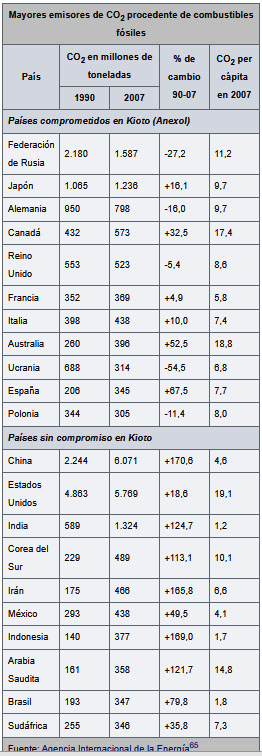 Mayores emisores de CO2 procedente de combustibles
fósiles
País
CO2 en millones de
toneladas
% de
cambio
90-07
CO2 per
cápita
en 2007
1990 2007
Países comprometidos en Kioto (AnexoI)
Federación
de Rusia 2.180 1.587 -27,2 11,2
Japón 1.065 1.236 +16,1 9,7
Alemania 950 798 -16,0 9,7
Canadá 432 573 +32,5 17,4
Reino
Unido 553 523 -5,4 8,6
Francia 352 369 +4,9 5,8
Italia 398 438 +10,0 7,4
Australia 260 396 +52,5 18,8
Ucrania 688 314 -54,5 6,8
España 206 345 +67,5 7,7
Polonia 344 305 -11,4 8,0
Países sin compromiso en Kioto
China 2.244 6.071 +170,6 4,6
Estados
Unidos 4.863 5.769 +18,6 19,1
India 589 1.324 +124,7 1,2
Corea del
Sur 229 489 +113,1 10,1
Irán 175 466 +165,8 6,6
México 293 438 +49,5 4,1
Indonesia 140 377 +169,0 1,7
Arabia
Saudita 161 358 +121,7 14,8
Brasil 193 347 +79,8 1,8
Sudáfrica 255 346 +35,8 7,3
Fuente: Agencia Internacional de la Energía65